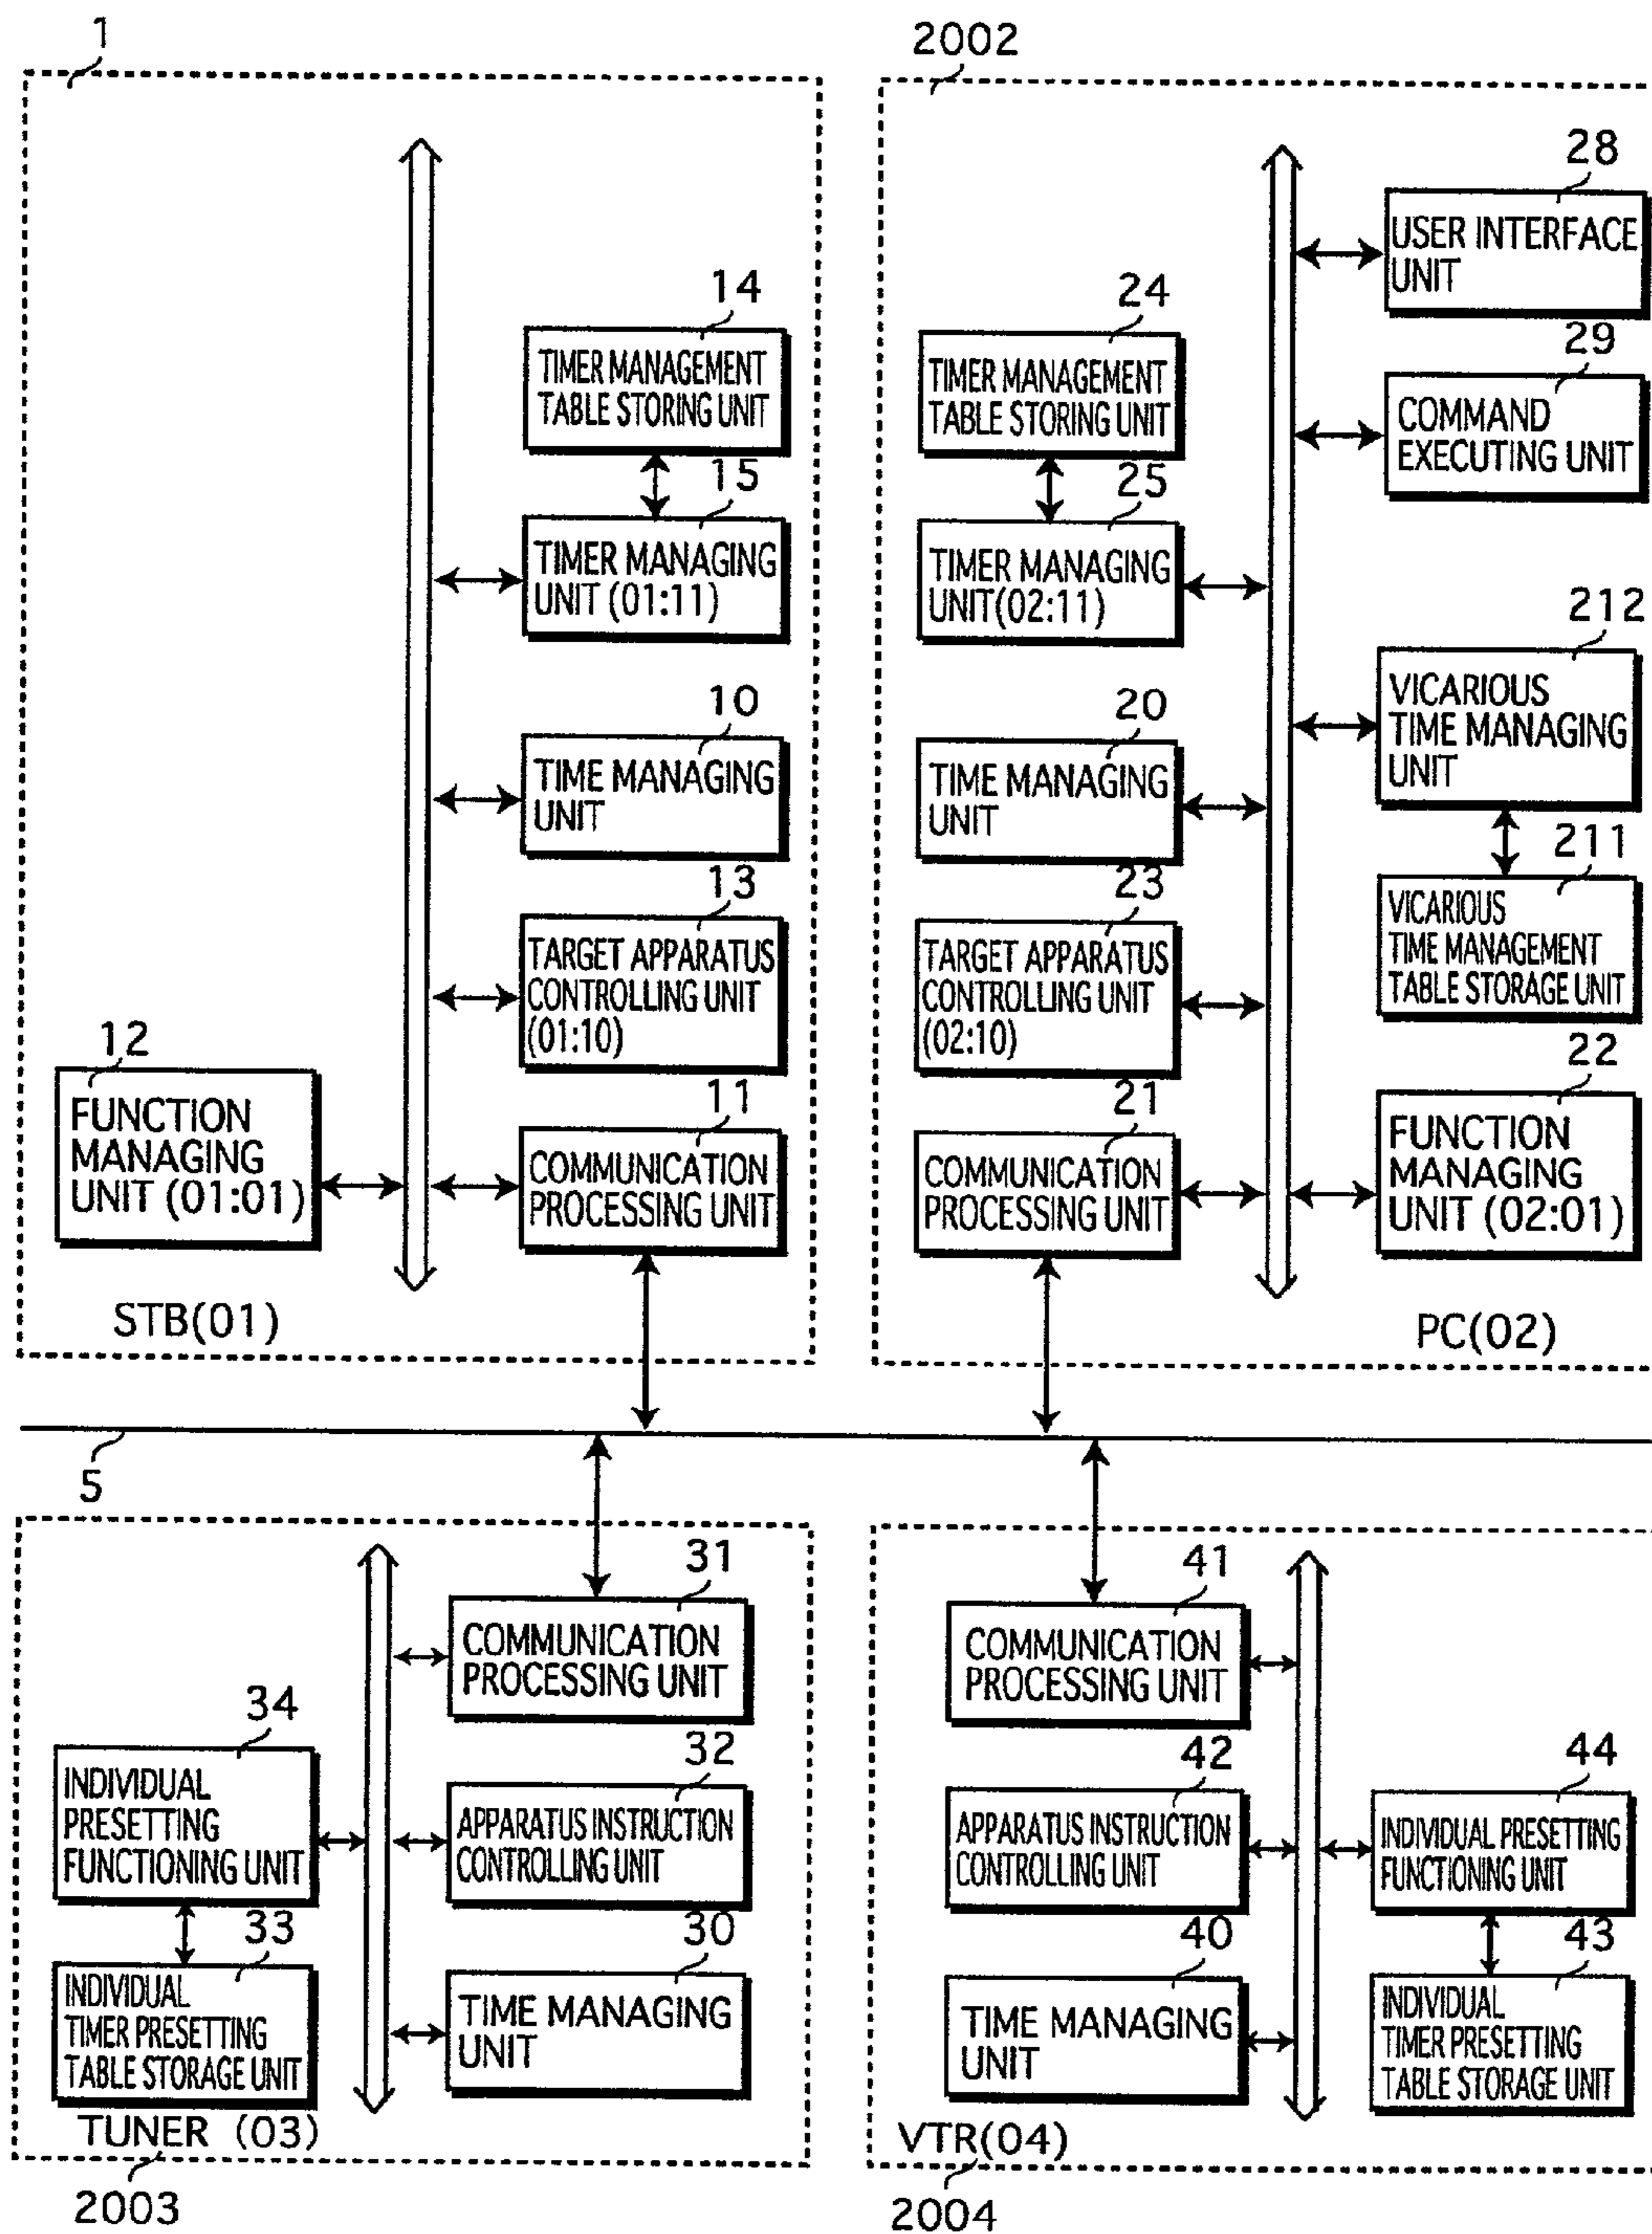 1
14
TIMER MANAGEMENT
TABLE STORING UNIT
15
TIMER MANAGING
UNIT (01:11)
10
TIME MANAGING
UNIT
13
TARGET APPARATUS
CONTROLLING UNIT
(01:10)
12
FUNCTION
MANAGING
UNIT (01:01)
11
COMMUNICATION
PROCESSING UNIT
STB(01)
2002
28
USER INTERFACE
UNIT
24
TIMER MANAGEMENT
TABLE STORING UNIT
29
COMMAND
EXECUTING UNIT
25
TIMER MANAGING
UNIT(02:11)
212
VICARIOUS
TIME MANAGING
UNIT
20
TIME MANAGING
UNIT
211
VICARIOUS
TIME MANAGEMENT
TABLE STORAGE UNIT
23
TARGET APPARATUS
CONTROLLING UNIT
(02:10)
22
FUNCTION
MANAGING
UNIT (02:01)
21
COMMUNICATION
PROCESSING UNIT
PC(02)
5
31
COMMUNICATION
PROCESSING UNIT
34
INDIVIDUAL
PRESETTING
FUNCTIONING UNIT
32
APPARATUS INSTRUCTION
CONTROLLING UNIT
33
INDIVIDUAL
TIMER PRESETTING
TABLE STORAGE UNIT
30
TIME MANAGING
UNIT
TUNER (03)
2003
41
COMMUNICATION
PROCESSING UNIT
42
APPARATUS INSTRUCTION
CONTROLLING UNIT
44
INDIVIDUAL PRESETTING
FUNCTIONING UNIT
40
TIME MANAGING
UNIT
43
INDIVIDUAL
TIMER PRESETTING
TABLE STORAGE UNIT
VTR(04)
2004